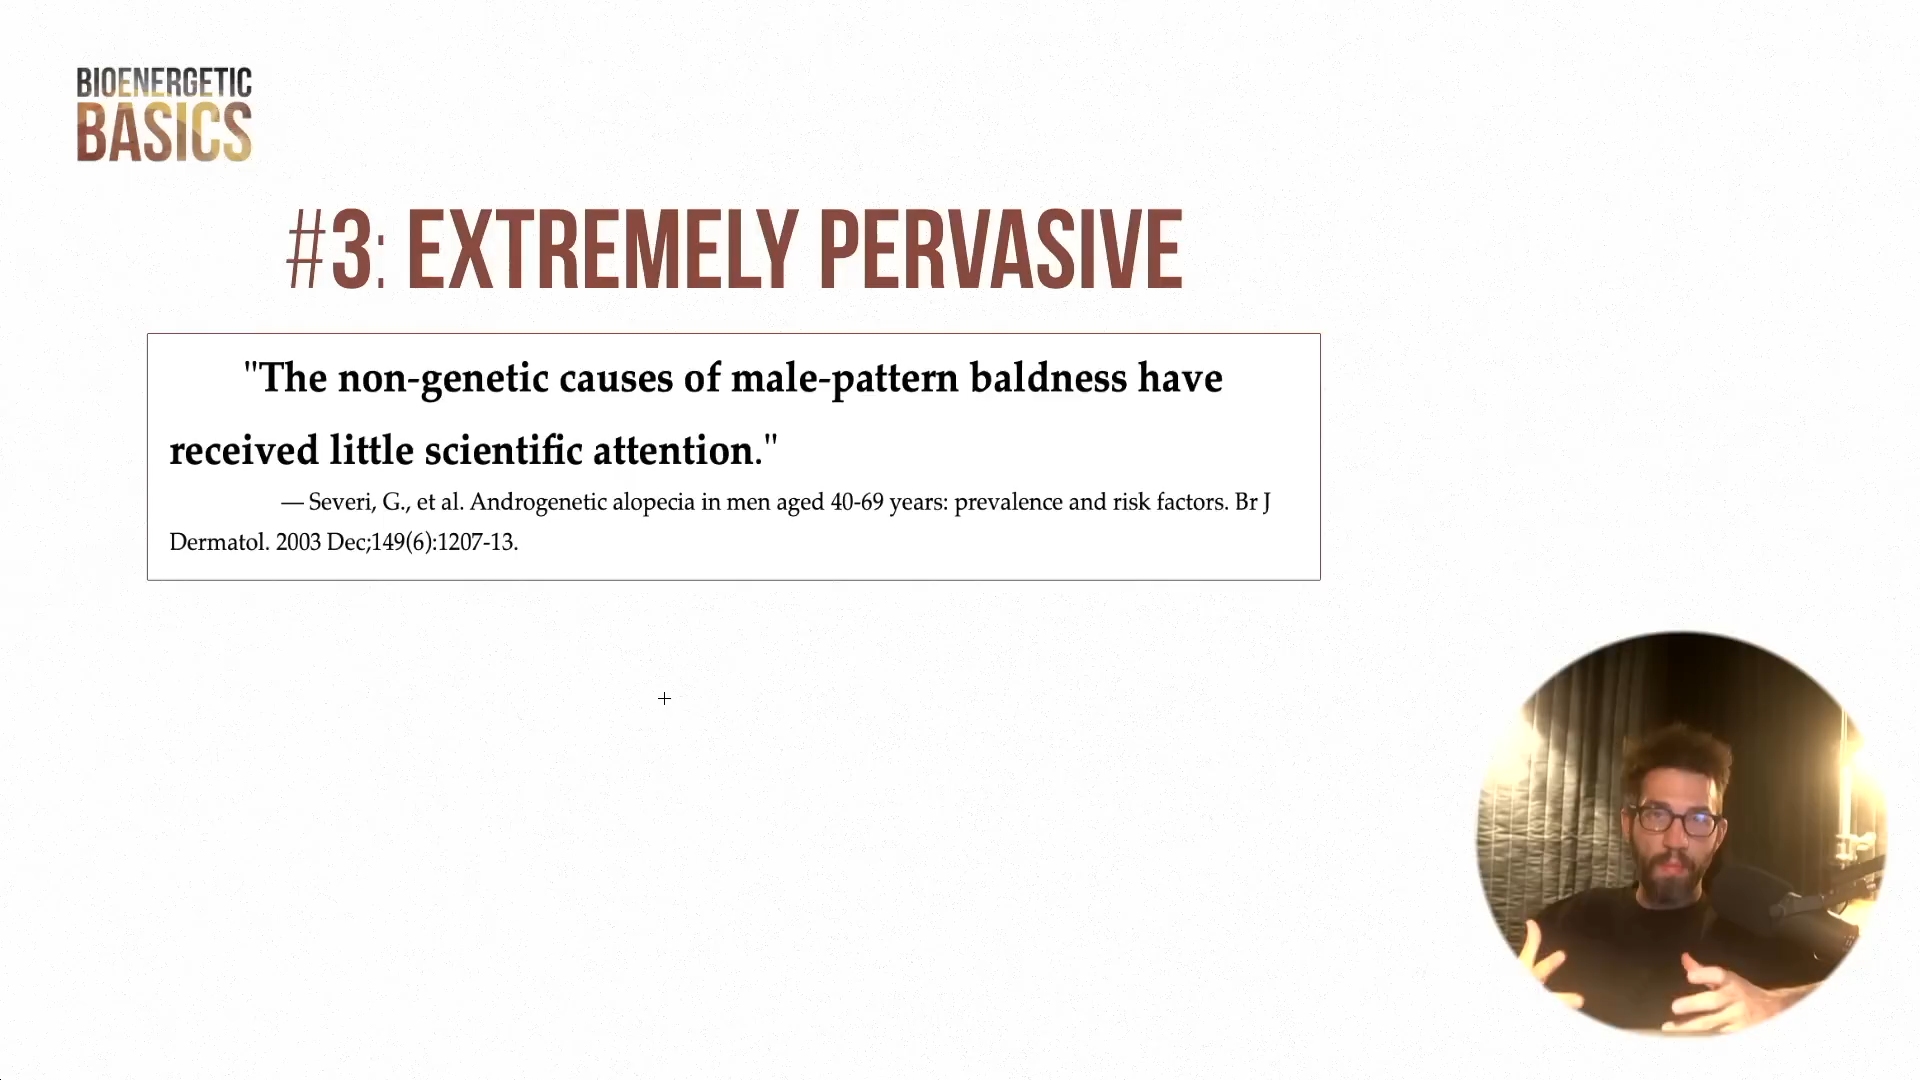 BIOENERGETIC
BASICS
#3: EXTREMELY PERVASIVE
"The non-genetic causes of male-pattern baldness have
received little scientific attention."
— Severi, G., et al. Androgenetic alopecia in men aged 40-69 years: prevalence and risk factors. Br J
Dermatol. 2003 Dec;149(6):1207-13.